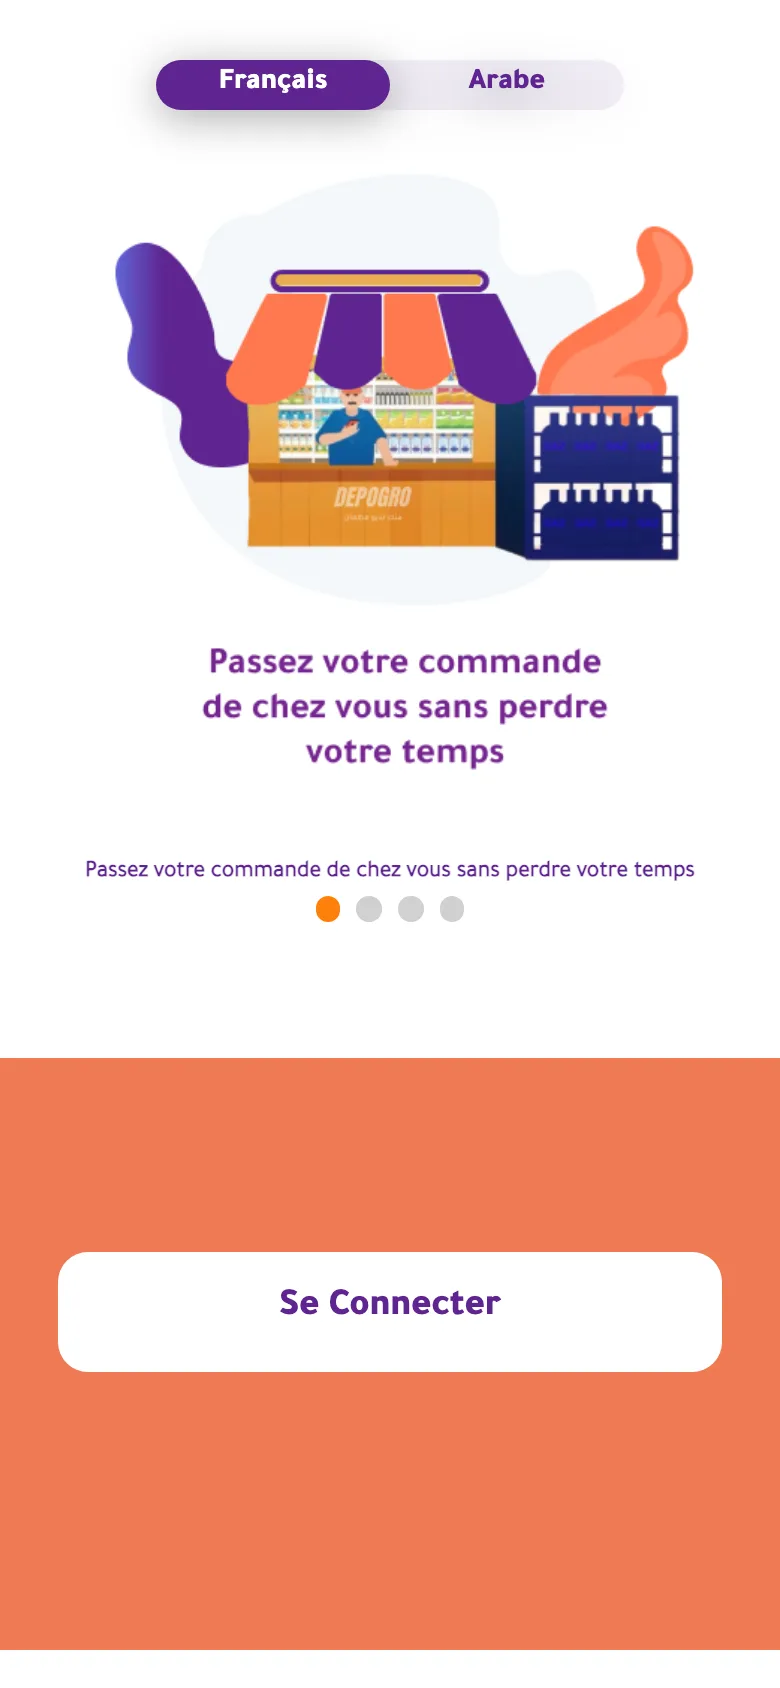 Français
Arabe
DEPOGRO
Passez votre commande
de chez vous sans perdre
votre temps
Passez votre commande de chez vous sans perdre votre temps
Se Connecter